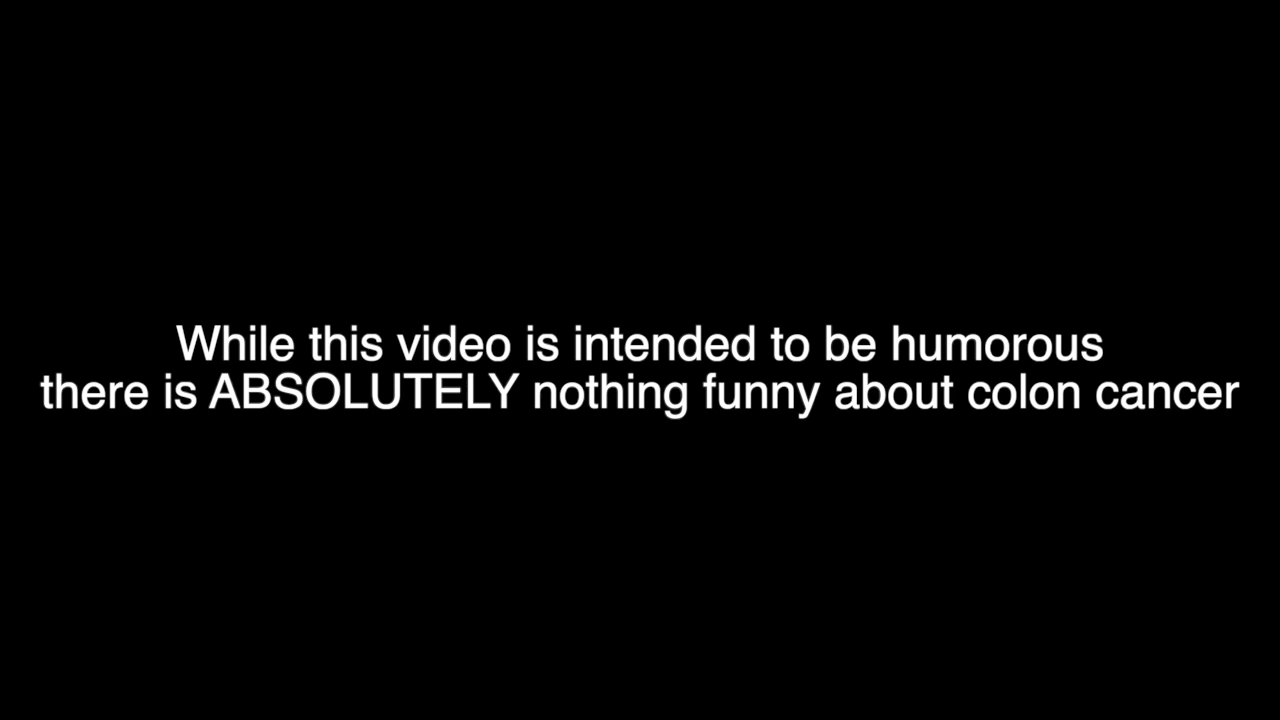 While this video is intended to be humorous
there is ABSOLUTELY nothing funny about colon cancer